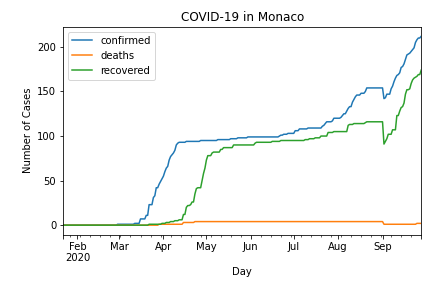 COVID-19 in Monaco
confirmed
deaths
recovered
Number of Cases
200
150
100
50
0
Feb Mar Apr May Jun Jul Aug Sep
2020
Day